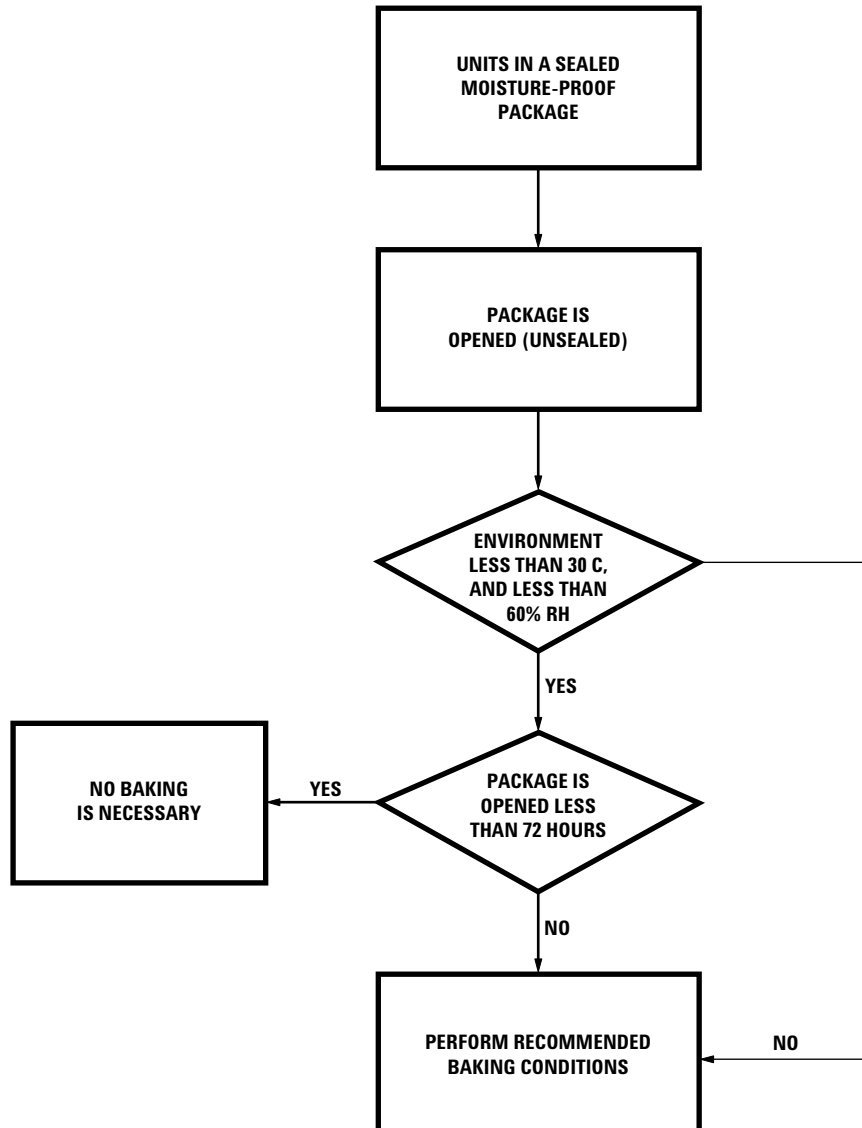 UNITS IN A SEALED
MOISTURE-PROOF
PACKAGE
PACKAGE IS
OPENED (UNSEALED)
ENVIRONMENT
LESS THAN 30 C,
AND LESS THAN
60% RH
YES
NO BAKING
IS NECESSARY
YES
PACKAGE IS
OPENED LESS
THAN 72 HOURS
NO
PERFORM RECOMMENDED
BAKING CONDITIONS
NO